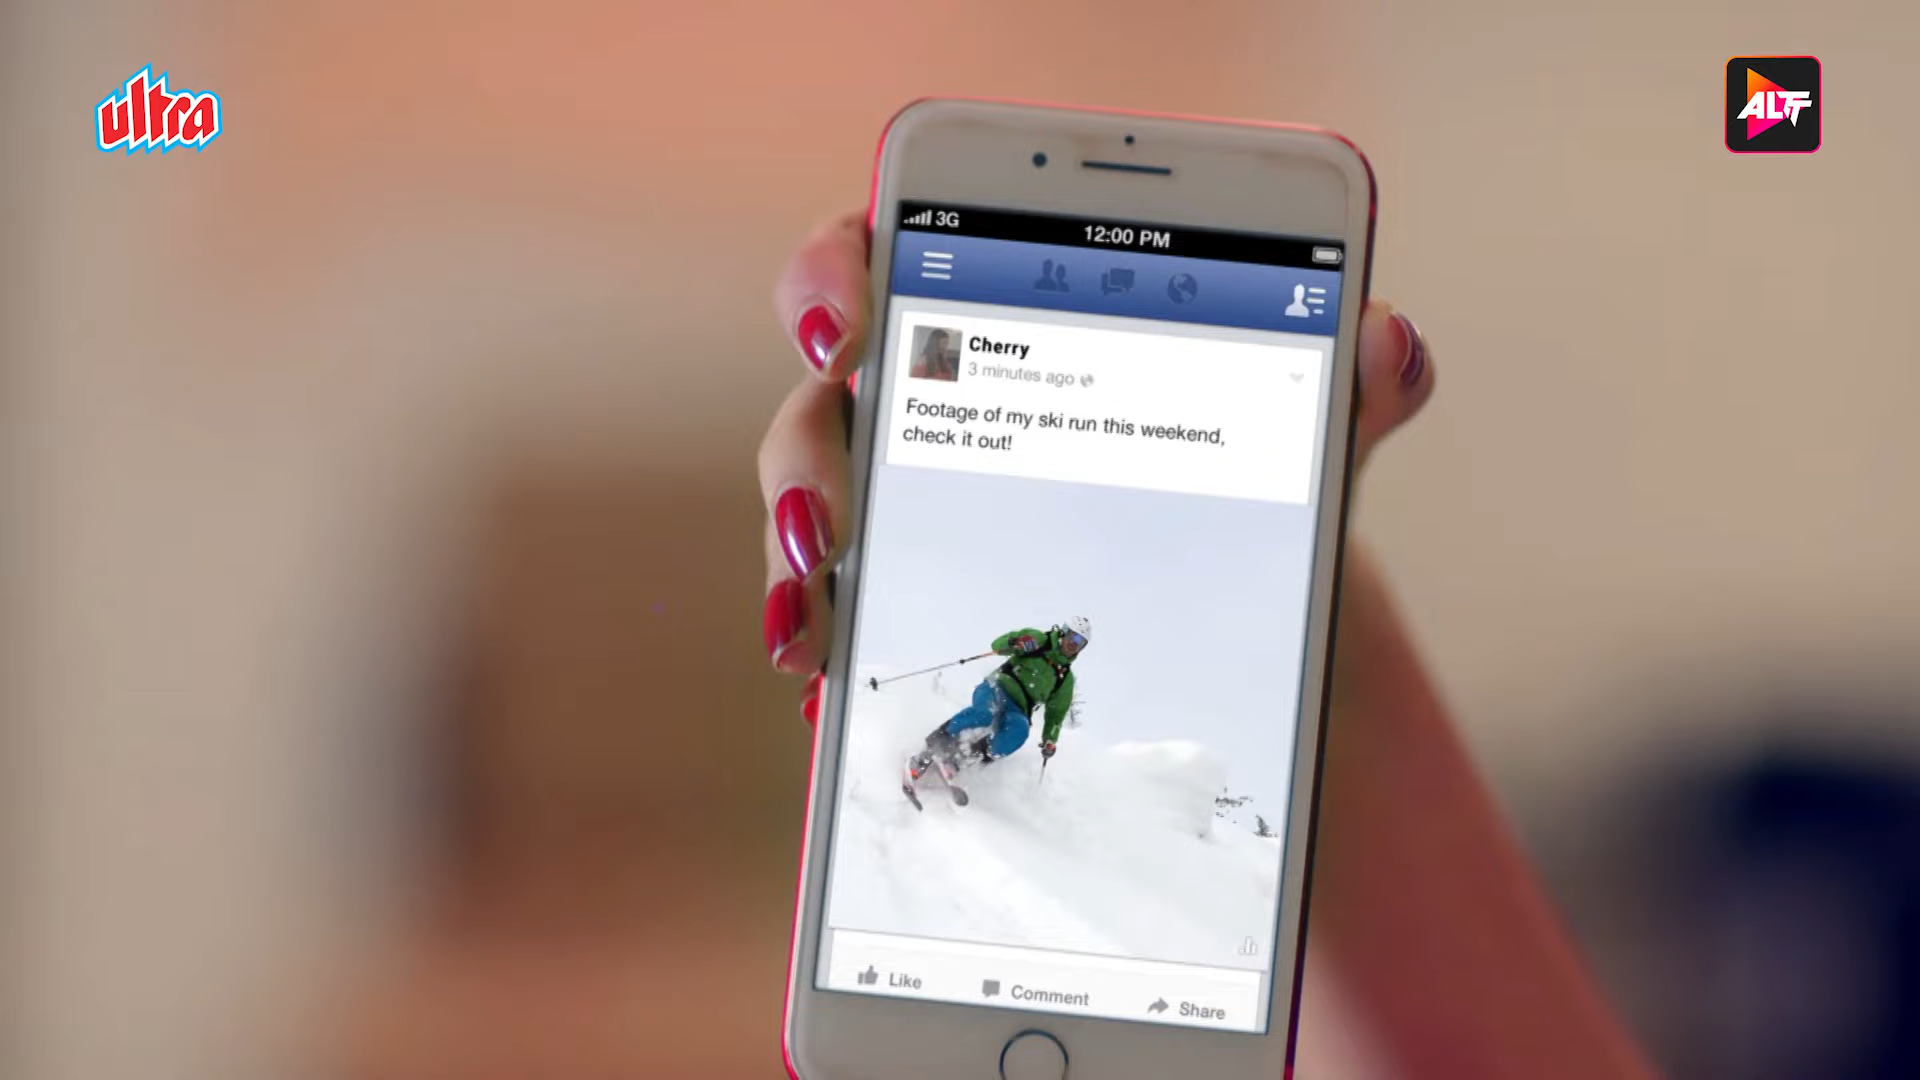 ultra
ALTT
3G
12:00 PM
Cherry
3 minutes ago
Footage of my ski run this weekend,
check it out!
Like
Comment
Share